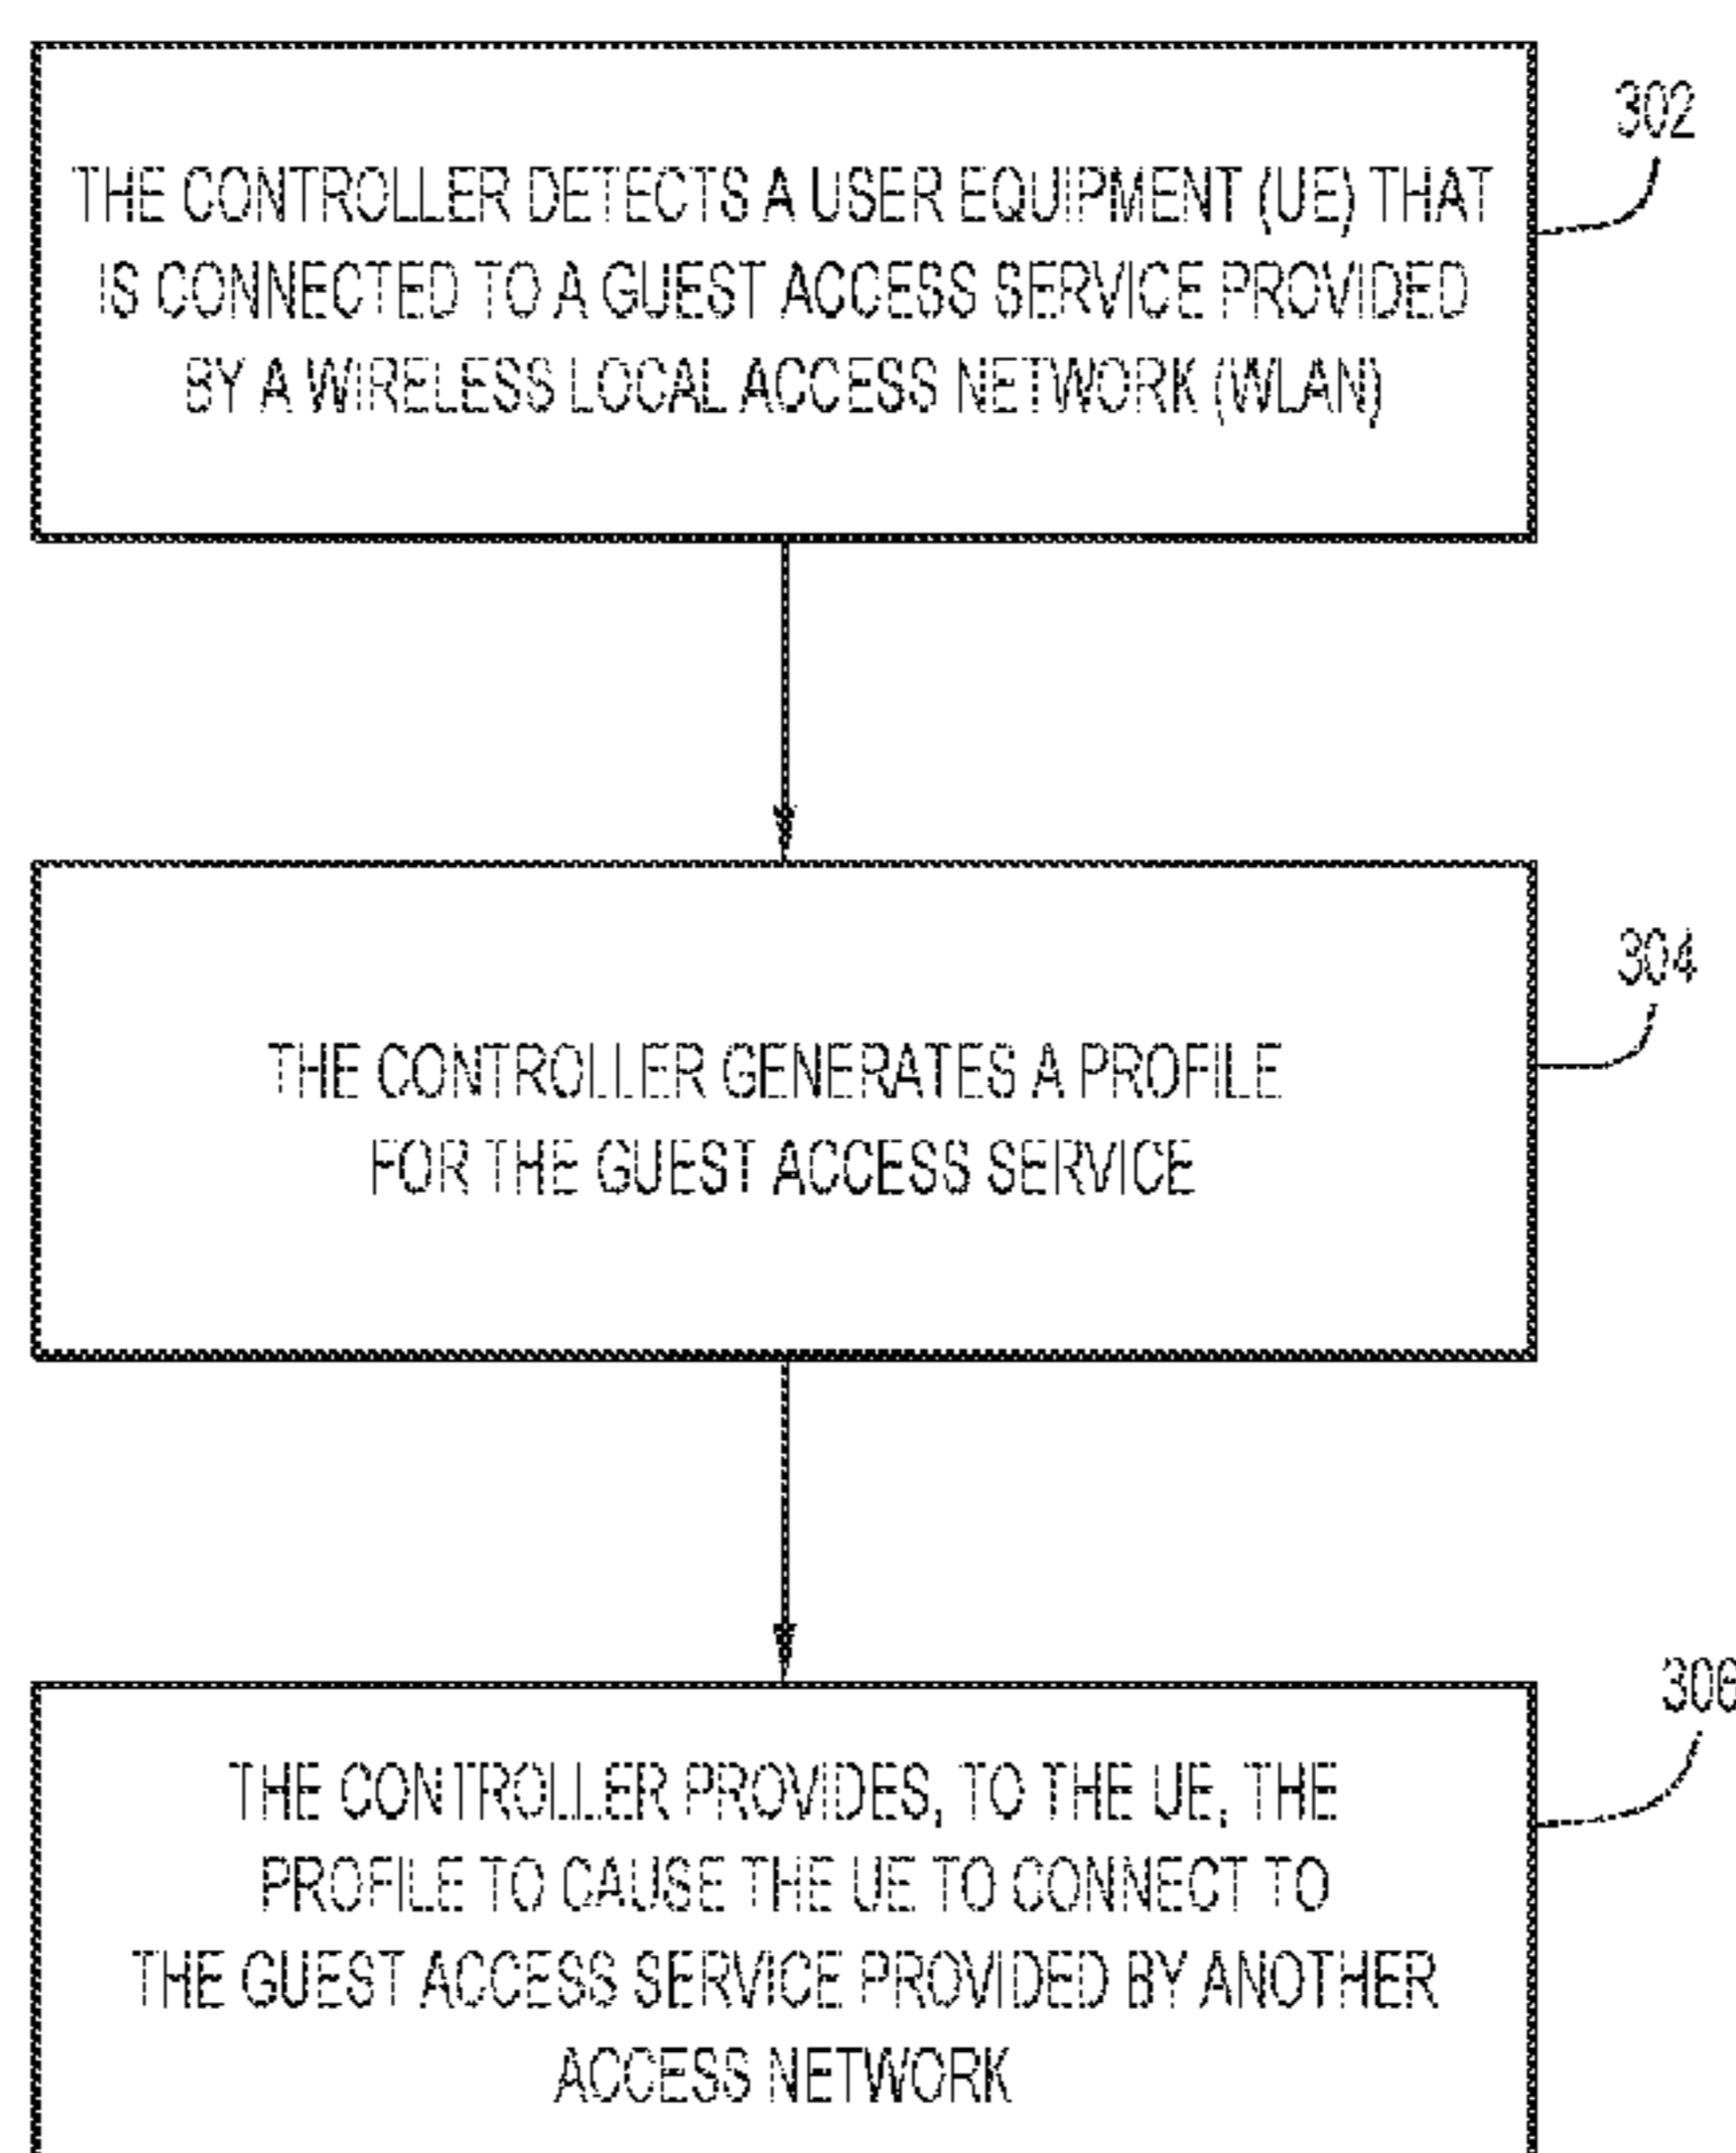 302
THE CONTROLLER DETECTS A USER EQUIPMENT (UE) THAT
IS CONNECTED TO A GUEST ACCESS SERVICE PROVIDED
BY A WIRELESS LOCAL ACCESS NETWORK (WLAN)
304
THE CONTROLLER GENERATES A PROFILE
FOR THE GUEST ACCESS SERVICE
306
THE CONTROLLER PROVIDES, TO THE UE, THE
PROFILE TO CAUSE THE UE TO CONNECT TO
THE GUEST ACCESS SERVICE PROVIDED BY ANOTHER
ACCESS NETWORK